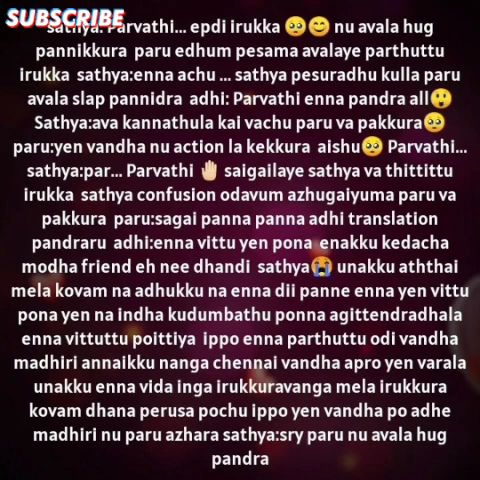 SUBSCRIBE
sathya: Parvathi... epdi irukka 🥺😊 nu avala hug
pannikkura paru edhum pesama avalaye parthuttu
irukka sathya:enna achu ... sathya pesuradhu kulla paru
avala slap pannidra adhi: Parvathi enna pandra all😲
Sathya:ava kannathula kai vachu paru va pakkura🥺
paru:yen vandha nu action la kekkura aishu🥺 Parvathi...
sathya:par... Parvathi 🤚🏻 saigailaye sathya va thittittu
irukka sathya confusion odavum azhugaiyuma paru va
pakkura paru:sagai panna panna adhi translation
pandraru adhi:enna vittu yen pona enakku kedacha
modha friend eh nee dhandi sathya😭 unakku aththai
mela kovam na adhukku na enna dii panne enna yen vittu
pona yen na indha kudumbathu ponna agittendradhala
enna vittuttu poittiya ippo enna parthuttu odi vandha
madhiri annaikku nanga chennai vandha apro yen varala
unakku enna vida inga irukkuravanga mela irukkura
kovam dhana perusa pochu ippo yen vandha po adhe
madhiri nu paru azhara sathya:sry paru nu avala hug
pandra